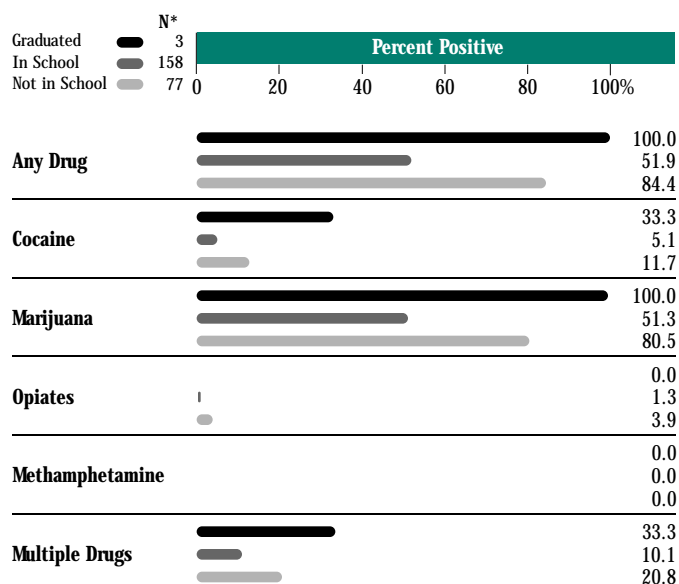 N*
Graduated 3
In School 158
Not in School 77
Percent Positive
0 20 40 60 80 100%
Any Drug
100.0
51.9
84.4
Cocaine
33.3
5.1
11.7
Marijuana
100.0
51.3
80.5
Opiates
0.0
1.3
3.9
Methamphetamine
0.0
0.0
0.0
Multiple Drugs
33.3
10.1
20.8